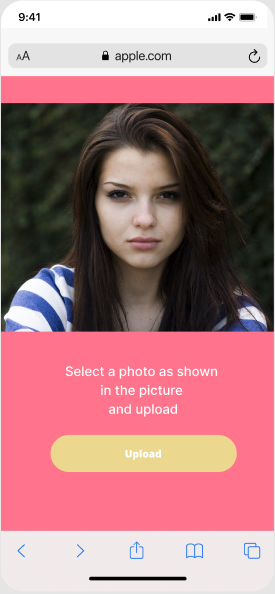 9:41
AA
apple.com
Select a photo as shown
in the picture
and upload
Upload